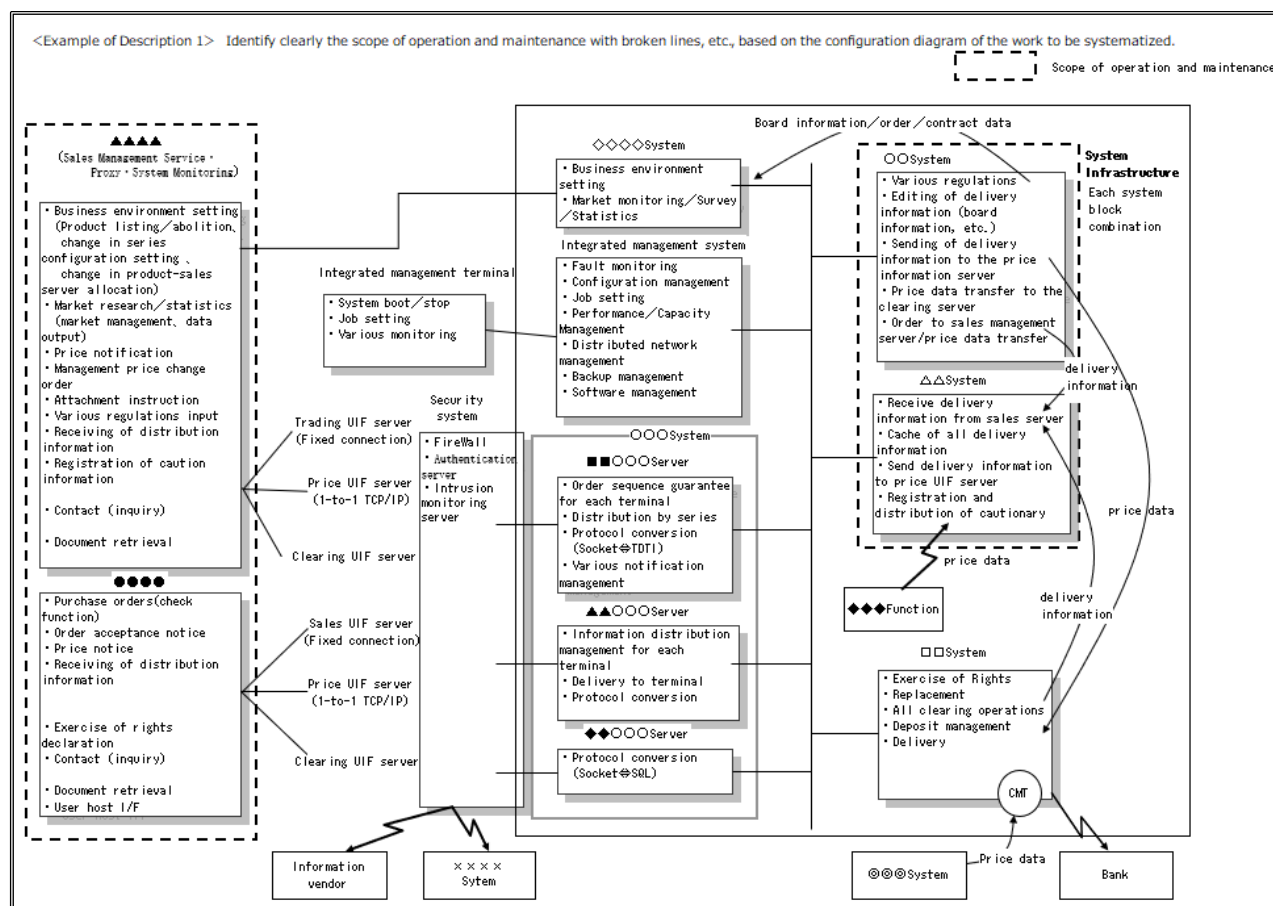 <Example of Description 1> Identify clearly the scope of operation and maintenance with broken lines, etc., based on the configuration diagram of the work to be systematized.
Scope of operation and maintenance
▲▲▲▲
(Sales Management Service・
Proxy・System Monitoring)
・Business environment setting
(Product listing/abolition、
change in series
configuration setting 、
change in product-sales
server allocation)
・Market research/statistics
(market management、data
output)
・Price notification
・Management price change
order
・Attachment instruction
・Various regulations input
・Receiving of distribution
information
・Registration of caution
information
・Contact (inquiry)
・Document retrieval
●●●●
・Purchase orders(check
function)
・Order acceptance notice
・Price notice
・Receiving of distribution
information
・Exercise of rights
declaration
・Contact (inquiry)
・Document retrieval
・User host I/F
Trading UIF server
(Fixed connection)
Price UIF server
(1-to-1 TCP/IP)
Clearing UIF server
Sales UIF server
(Fixed connection)
Price UIF server
(1-to-1 TCP/IP)
Clearing UIF server
Integrated management terminal
・System boot/stop
・Job setting
・Various monitoring
Security
system
・FireWall
・Authentication
server
・Intrusion
monitoring
server
Information
vendor
××××
Sytem
Board information/order/contract data
◇◇◇◇System
・Business environment
setting
・Market monitoring/Survey
/Statistics
Integrated management system
・Fault monitoring
・Configuration management
・Job setting
・Performance/Capacity
Management
・Distributed network
management
・Backup management
・Software management
○○○System
■■○○○Server
・Order sequence guarantee
for each terminal
・Distribution by series
・Protocol conversion
(Socket⇔TDTI)
・Various notification
management
▲▲○○○Server
・Information distribution
management for each
terminal
・Delivery to terminal
・Protocol conversion
◆◆○○○Server
・Protocol conversion
(Socket⇔SQL)
○○System
・Various regulations
・Editing of delivery
information (board
information, etc.)
・Sending of delivery
information to the price
information server
・Price data transfer to the
clearing server
・Order to sales management
server/price data transfer
System
Infrastructure
Each system
block
combination
delivery
information
△△System
・Receive delivery
information from sales server
・Cache of all delivery
information
・Send delivery information
to price UIF server
・Registration and
distribution of cautionary
price data
price data
◆◆◆Function
delivery
information
□□System
・Exercise of Rights
・Replacement
・All clearing operations
・Deposit management
・Delivery
CMT
◎◎◎System
Price data
Bank